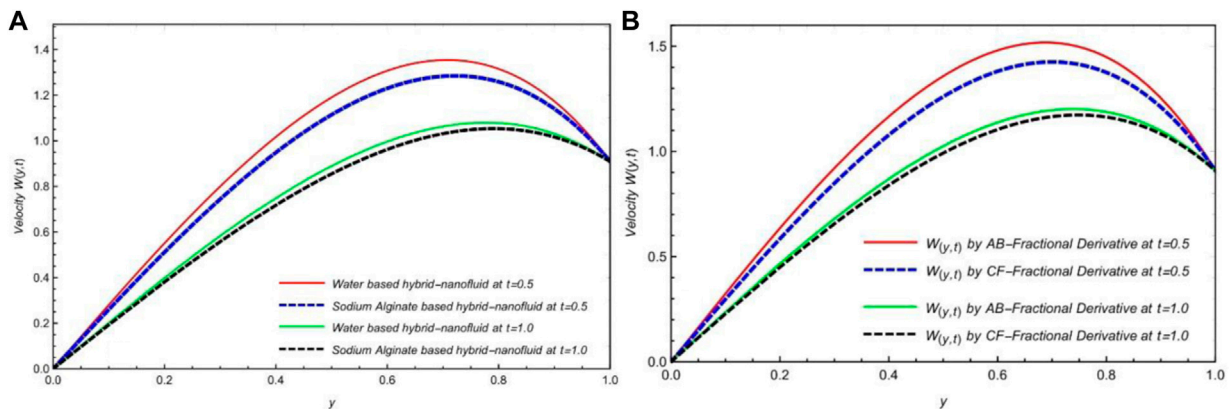 A
Velocity W(y,t)
1.4
1.2
1.0
0.8
0.6
0.4
0.2
0.0
Water based hybrid-nanofluid at t=0.5
Sodium Alginate based hybrid-nanofluid at t=0.5
Water based hybrid-nanofluid at t=1.0
Sodium Alginate based hybrid-nanofluid at t=1.0
0.0 0.2 0.4 0.6 0.8 1.0
y
B
Velocity W(y,t)
1.5
1.0
0.5
0.0
W(y,t) by AB-Fractional Derivative at t=0.5
W(y,t) by CF-Fractional Derivative at t=0.5
W(y,t) by AB-Fractional Derivative at t=1.0
W(y,t) by CF-Fractional Derivative at t=1.0
0.0 0.2 0.4 0.6 0.8 1.0
y